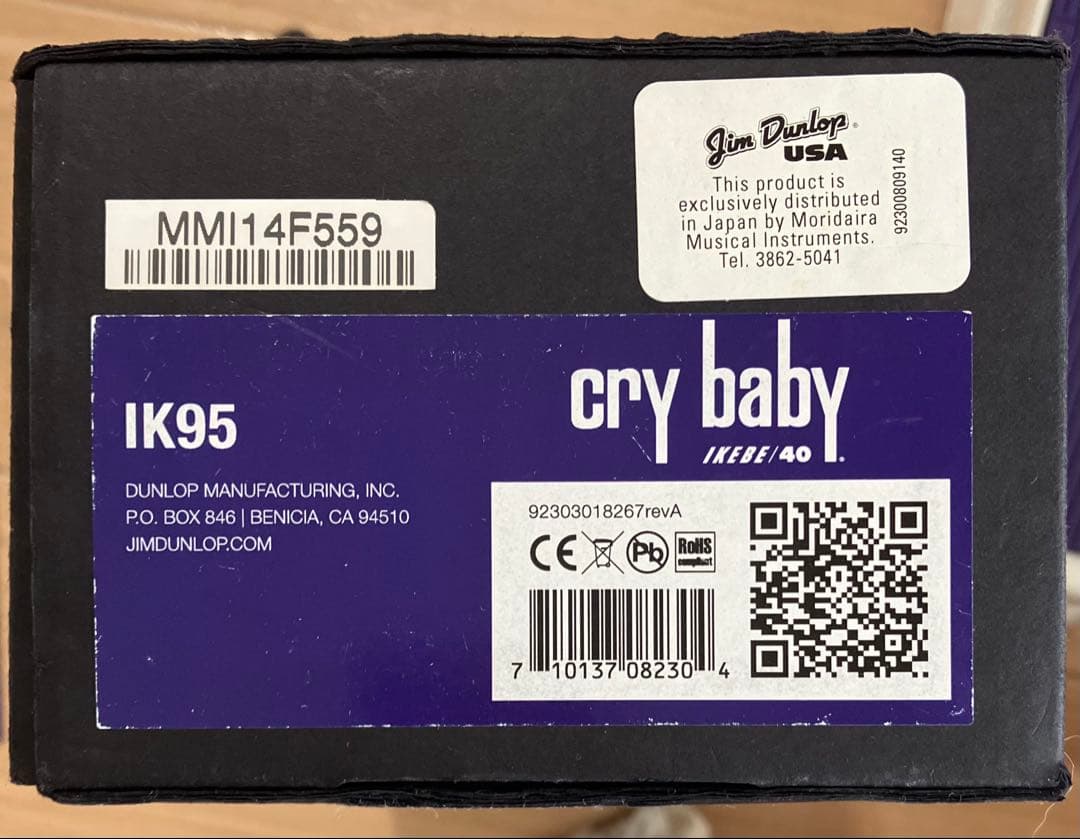 Jim Dunlop®
USA
This product is
exclusively distributed
in Japan by Moridaira
Musical Instruments.
Tel. 3862-5041
92300809140
MMI14F559
IK95
DUNLOP MANUFACTURING, INC.
P.O. BOX 846 | BENICIA, CA 94510
JIMDUNLOP.COM
cry baby
IKEBE/40
92303018267revA
CE Pb RoHS
compliant
7 10137 08230 4